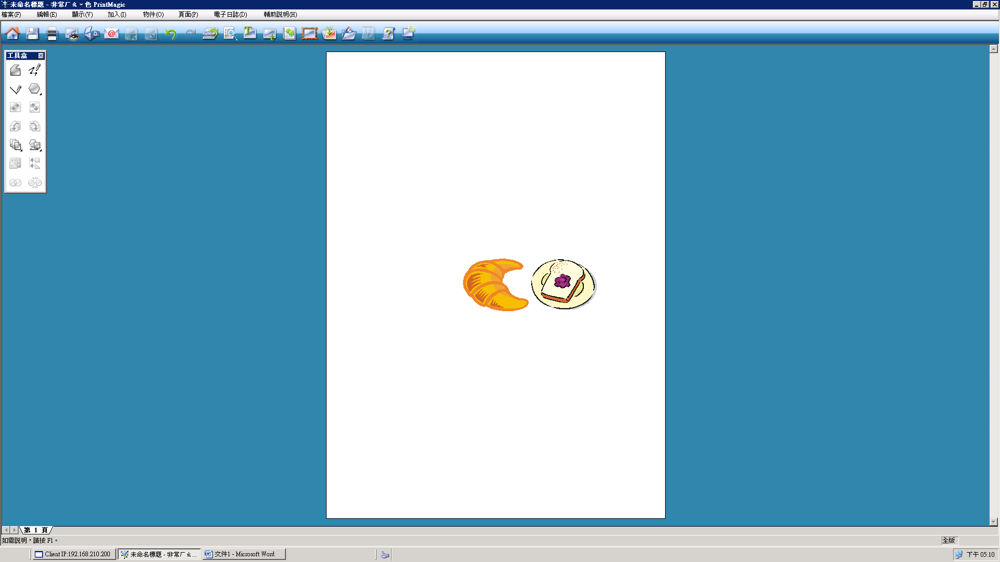 未命名標題 - 非常ㄏㄠˇ色 PrintMagic
檔案(F) 編輯(E) 顯示(V) 加入(I) 物件(O) 頁面(P) 電子日誌(D) 輔助說明(H)
工具盒
第 1 頁
如需說明，請按 F1。
全版
Client IP:192.168.210.200
未命名標題 - 非常ㄏㄠ...
文件1 - Microsoft Word
下午 05:10